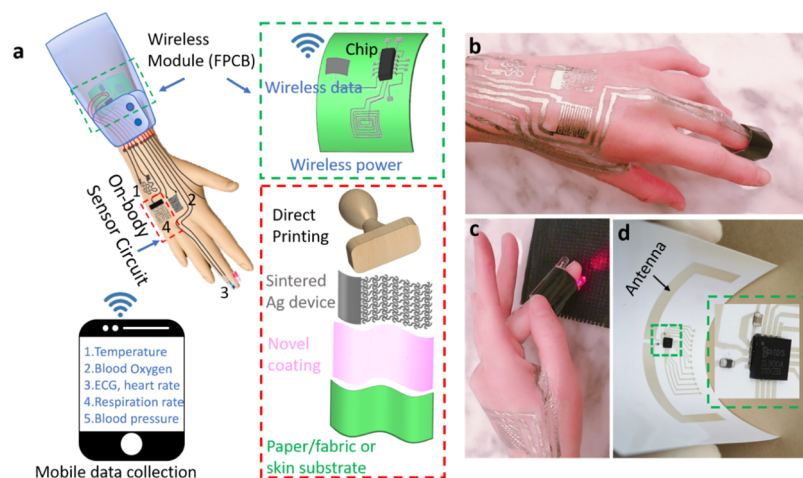 a
Wireless
Module (FPCB)
Chip
Wireless data
Wireless power
On-body
Sensor Circuit
1
2
4
3
Direct
Printing
Sintered
Ag device
Novel
coating
Paper/fabric or
skin substrate
1.Temperature
2.Blood Oxygen
3.ECG, heart rate
4.Respiration rate
5.Blood pressure
Mobile data collection
b
c
d
Antenna